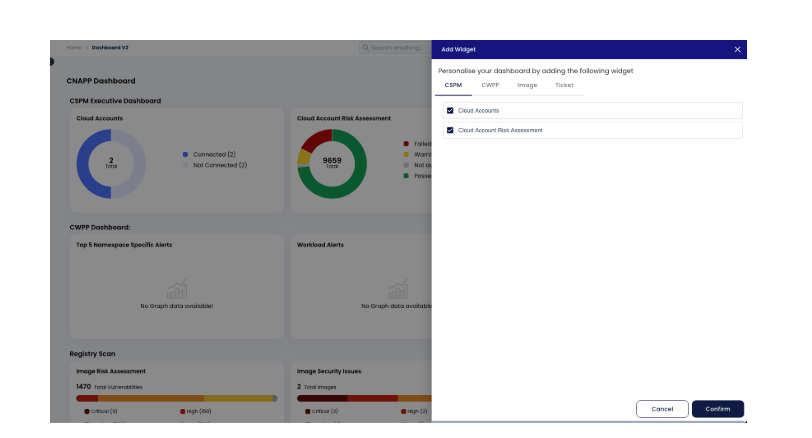 Home > Dashboard V2
Search anything...
CNAPP Dashboard
CSPM Executive Dashboard
Cloud Accounts
2
Total
Connected (2)
Not Connected (2)
Cloud Account Risk Assessment
9659
Total
Failed
Not
Passe
CWPP Dashboard:
Top 5 Namespace Specific Alerts
No Graph data available!
Workload Alerts
No Graph data available
Registry Scan
Image Risk Assessment
1470 Total Vulnerabilities
Critical (9)
High (150)
Image Security Issues
2 Total Images
Critical (2)
High (2)
Add Widget
Personalise your dashboard by adding the following widget
CSPM CWPP Image Ticket
Cloud Accounts
Cloud Account Risk Assessment
Cancel Confirm